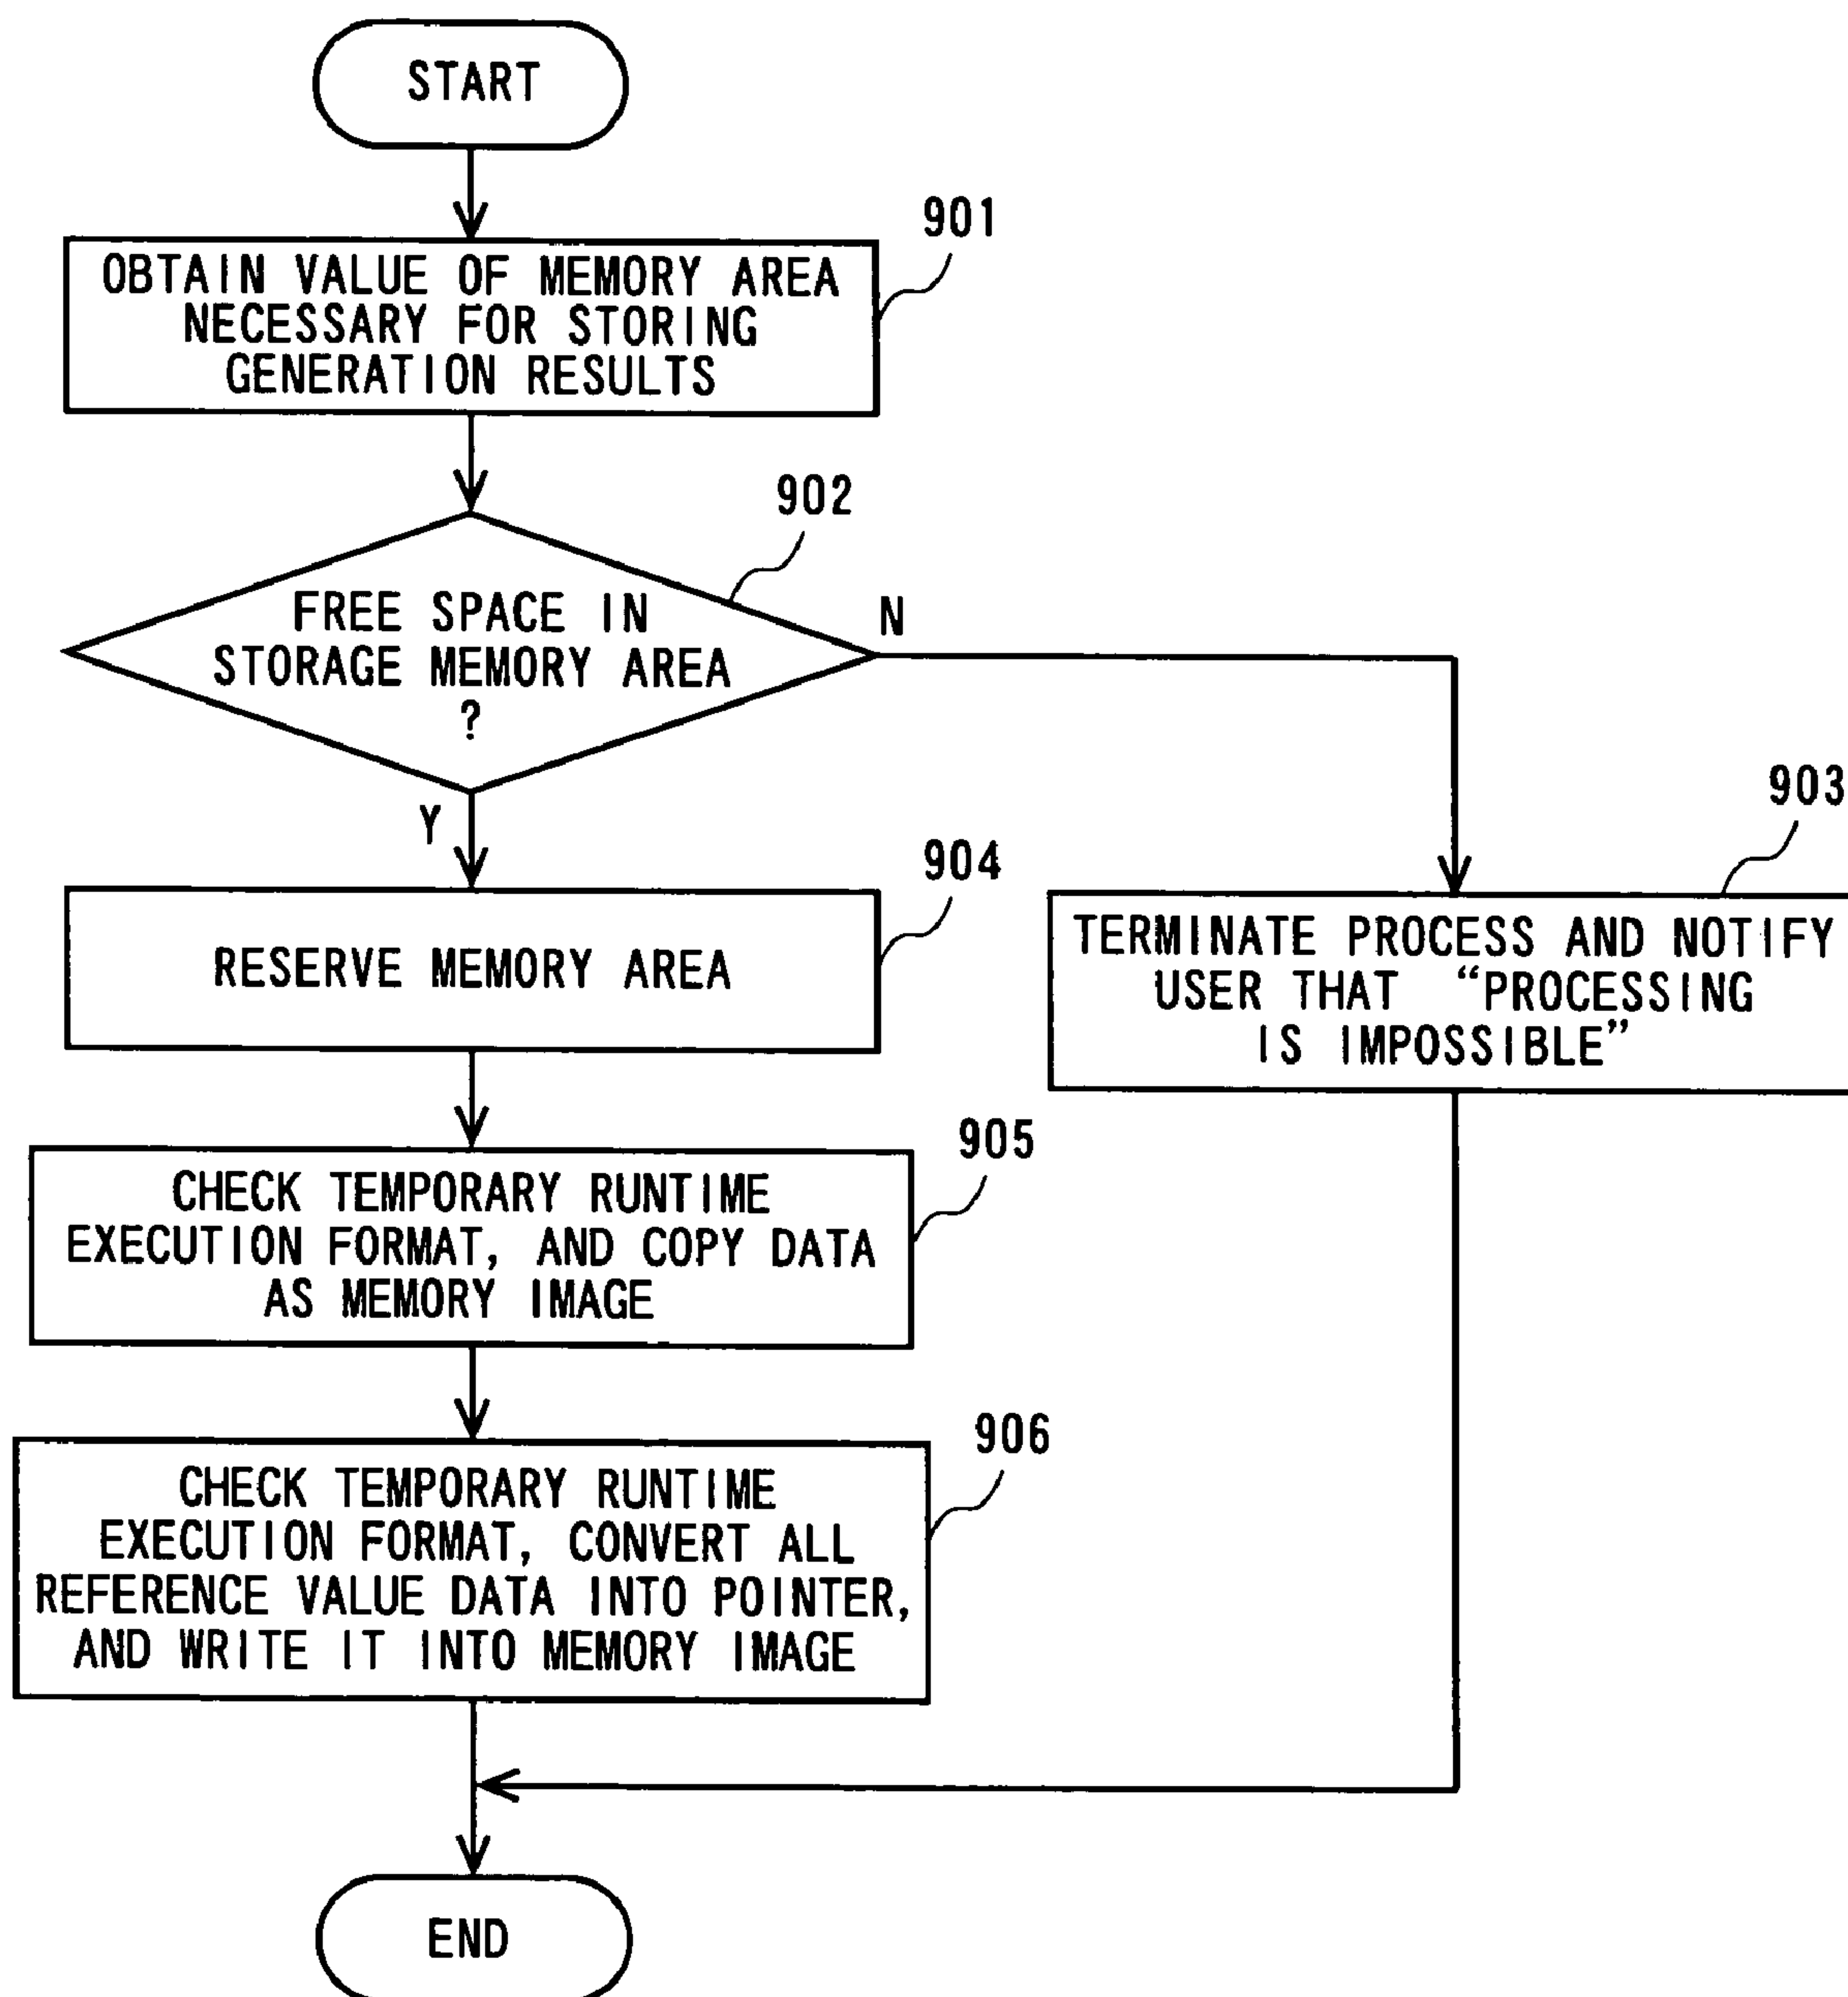 START
901
OBTAIN VALUE OF MEMORY AREA
NECESSARY FOR STORING
GENERATION RESULTS
902
FREE SPACE IN
STORAGE MEMORY AREA
?
N
Y
903
TERMINATE PROCESS AND NOTIFY
USER THAT “PROCESSING
IS IMPOSSIBLE”
904
RESERVE MEMORY AREA
905
CHECK TEMPORARY RUNTIME
EXECUTION FORMAT, AND COPY DATA
AS MEMORY IMAGE
906
CHECK TEMPORARY RUNTIME
EXECUTION FORMAT, CONVERT ALL
REFERENCE VALUE DATA INTO POINTER,
AND WRITE IT INTO MEMORY IMAGE
END